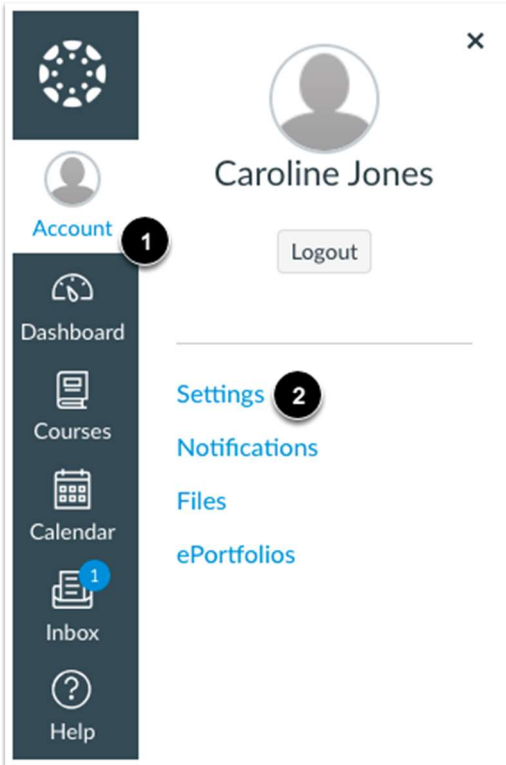 Account
1
Dashboard
Courses
Calendar
1
Inbox
?
Help
×
Caroline Jones
Logout
Settings 2
Notifications
Files
ePortfolios